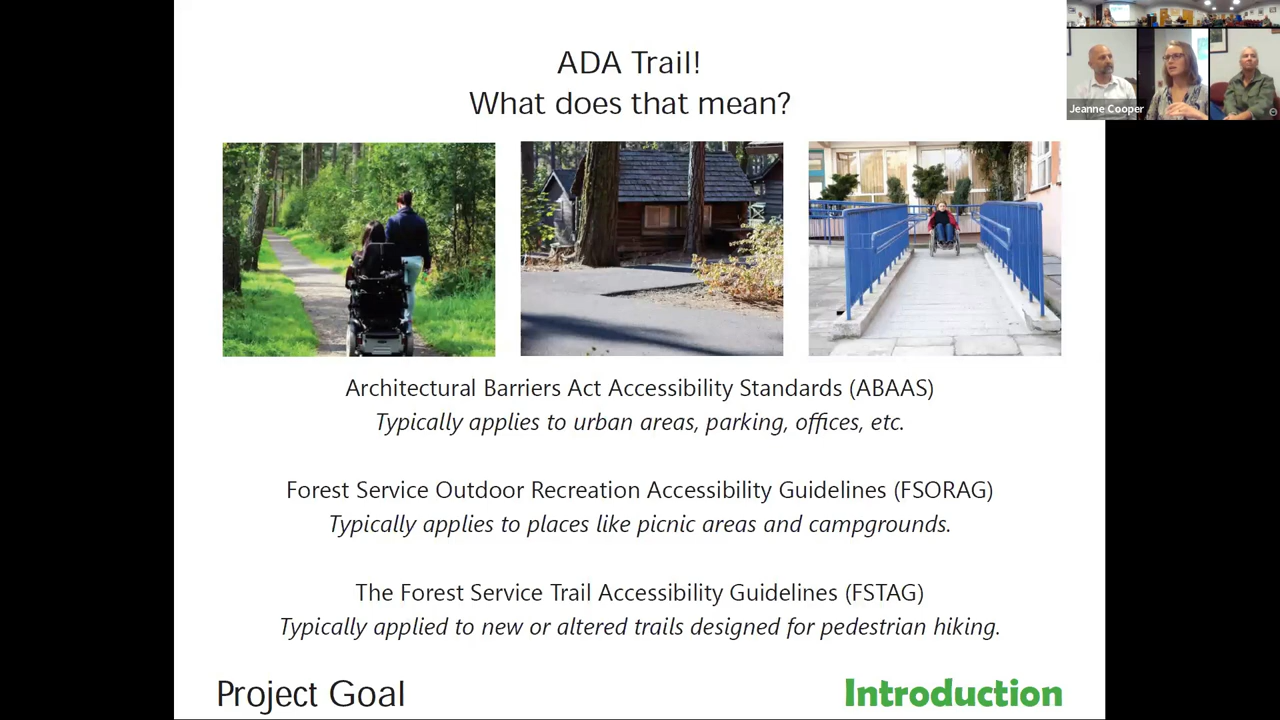 ADA Trail!
What does that mean?
Jeanne Cooper
Architectural Barriers Act Accessibility Standards (ABAAS)
Typically applies to urban areas, parking, offices, etc.
Forest Service Outdoor Recreation Accessibility Guidelines (FSORAG)
Typically applies to places like picnic areas and campgrounds.
The Forest Service Trail Accessibility Guidelines (FSTAG)
Typically applied to new or altered trails designed for pedestrian hiking.
Project Goal
Introduction